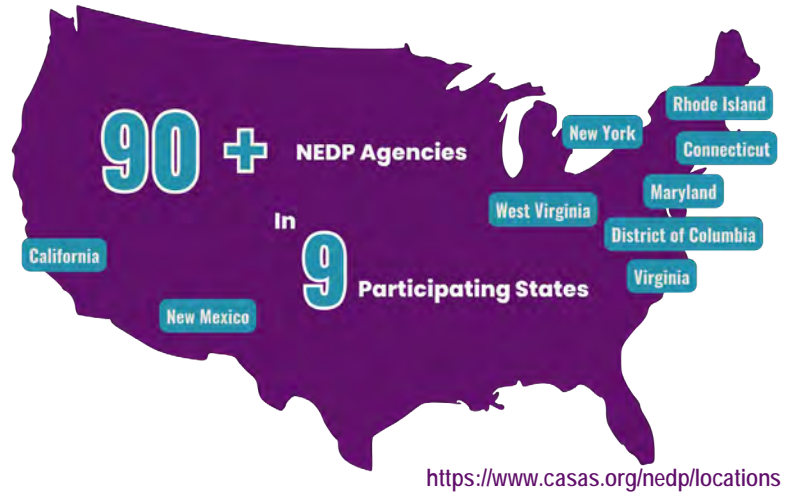 90 + NEDP Agencies
In
9 Participating States
Rhode Island
New York
Connecticut
Maryland
West Virginia
District of Columbia
California
Virginia
New Mexico
https://www.casas.org/nedp/locations